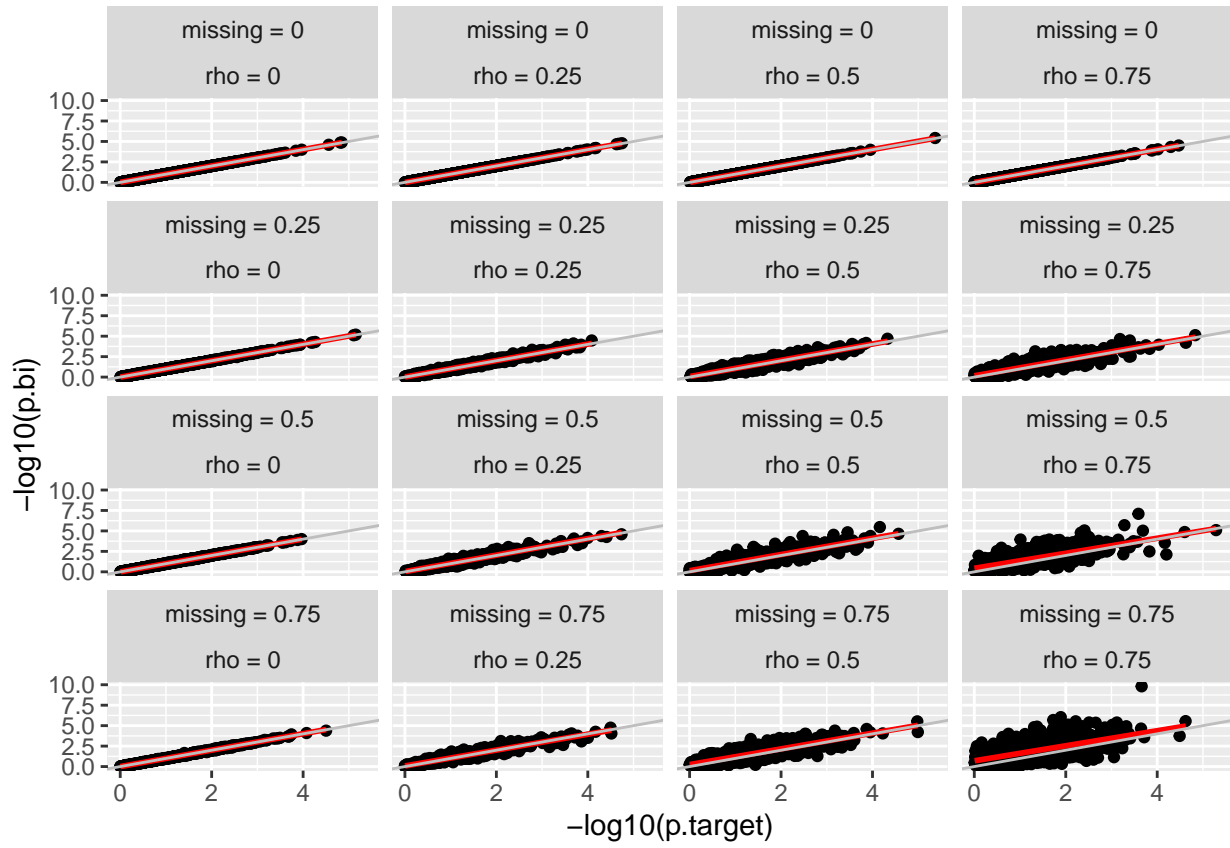 missing = 0
missing = 0
missing = 0
missing = 0
rho = 0
rho = 0.25
rho = 0.5
rho = 0.75
10.0
7.5
5.0
2.5
0.0
missing = 0.25
missing = 0.25
missing = 0.25
missing = 0.25
rho = 0
rho = 0.25
rho = 0.5
rho = 0.75
10.0
7.5
5.0
2.5
0.0
−log10(p.bi)
missing = 0.5
missing = 0.5
missing = 0.5
missing = 0.5
rho = 0
rho = 0.25
rho = 0.5
rho = 0.75
10.0
7.5
5.0
2.5
0.0
missing = 0.75
missing = 0.75
missing = 0.75
missing = 0.75
rho = 0
rho = 0.25
rho = 0.5
rho = 0.75
10.0
7.5
5.0
2.5
0.0
0 2 4
0 2 4
0 2 4
0 2 4
−log10(p.target)